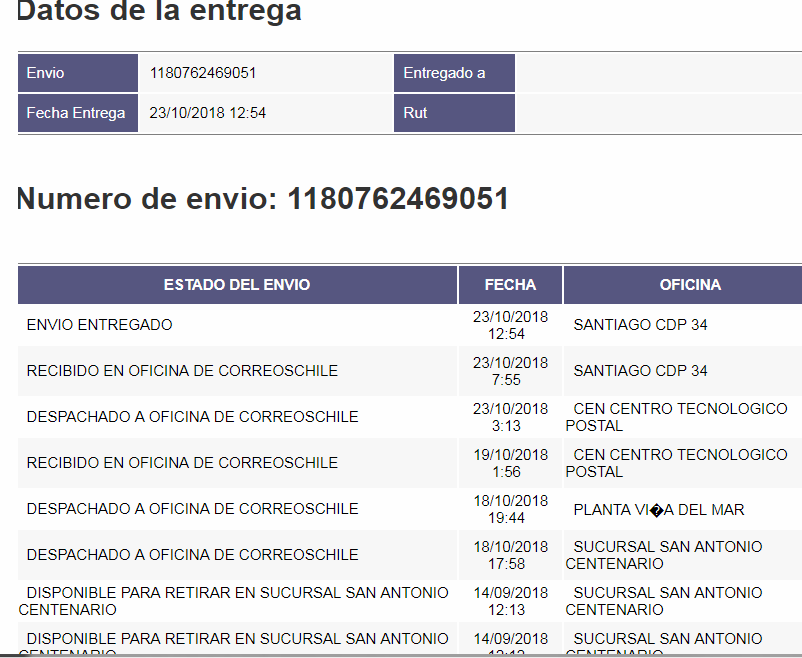 Datos de la entrega
Envio 1180762469051 Entregado a
Fecha Entrega 23/10/2018 12:54 Rut
Numero de envio: 1180762469051
ESTADO DEL ENVIO FECHA OFICINA
ENVIO ENTREGADO 23/10/2018 12:54 SANTIAGO CDP 34
RECIBIDO EN OFICINA DE CORREOSCHILE 23/10/2018 7:55 SANTIAGO CDP 34
DESPACHADO A OFICINA DE CORREOSCHILE 23/10/2018 3:13 CEN CENTRO TECNOLOGICO POSTAL
RECIBIDO EN OFICINA DE CORREOSCHILE 19/10/2018 1:56 CEN CENTRO TECNOLOGICO POSTAL
DESPACHADO A OFICINA DE CORREOSCHILE 18/10/2018 19:44 PLANTA VI�A DEL MAR
DESPACHADO A OFICINA DE CORREOSCHILE 18/10/2018 17:58 SUCURSAL SAN ANTONIO CENTENARIO
DISPONIBLE PARA RETIRAR EN SUCURSAL SAN ANTONIO CENTENARIO 14/09/2018 12:13 SUCURSAL SAN ANTONIO CENTENARIO
DISPONIBLE PARA RETIRAR EN SUCURSAL SAN ANTONIO CENTENARIO 14/09/2018 SUCURSAL SAN ANTONIO CENTENARIO